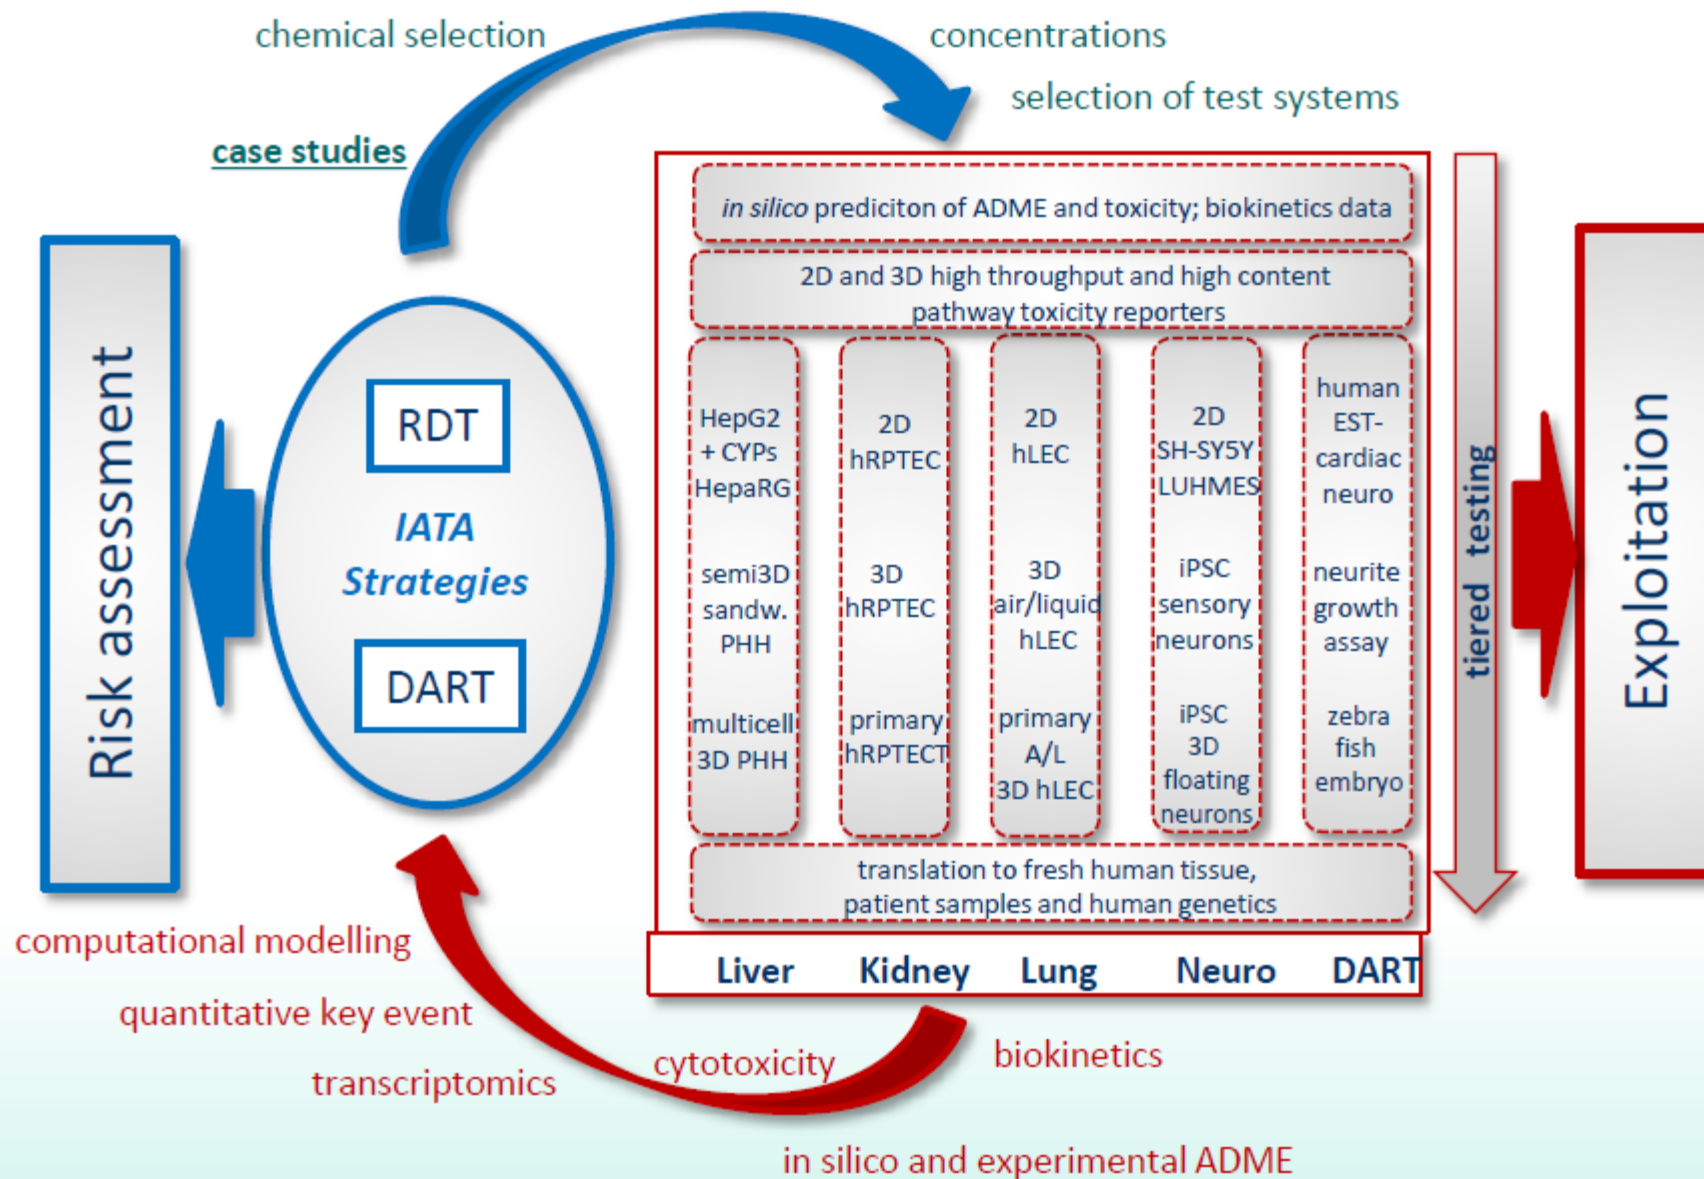 chemical selection
concentrations
selection of test systems
case studies
in silico prediciton of ADME and toxicity; biokinetics data
2D and 3D high throughput and high content
pathway toxicity reporters
Risk assessment
RDT
IATA
Strategies
DART
HepG2
+ CYPs
HepaRG
semi3D
sandw.
PHH
multicell
3D PHH
2D
hRPTEC
3D
hRPTEC
primary
hRPTECT
2D
hLEC
3D
air/liquid
hLEC
primary
A/L
3D hLEC
2D
SH-SY5Y
LUHMES
iPSC
sensory
neurons
iPSC
3D
floating
neurons
human
EST-
cardiac
neuro
neurite
growth
assay
zebra
fish
embryo
tiered testing
Exploitation
translation to fresh human tissue,
patient samples and human genetics
Liver Kidney Lung Neuro DART
computational modelling
quantitative key event
transcriptomics
cytotoxicity
biokinetics
in silico and experimental ADME